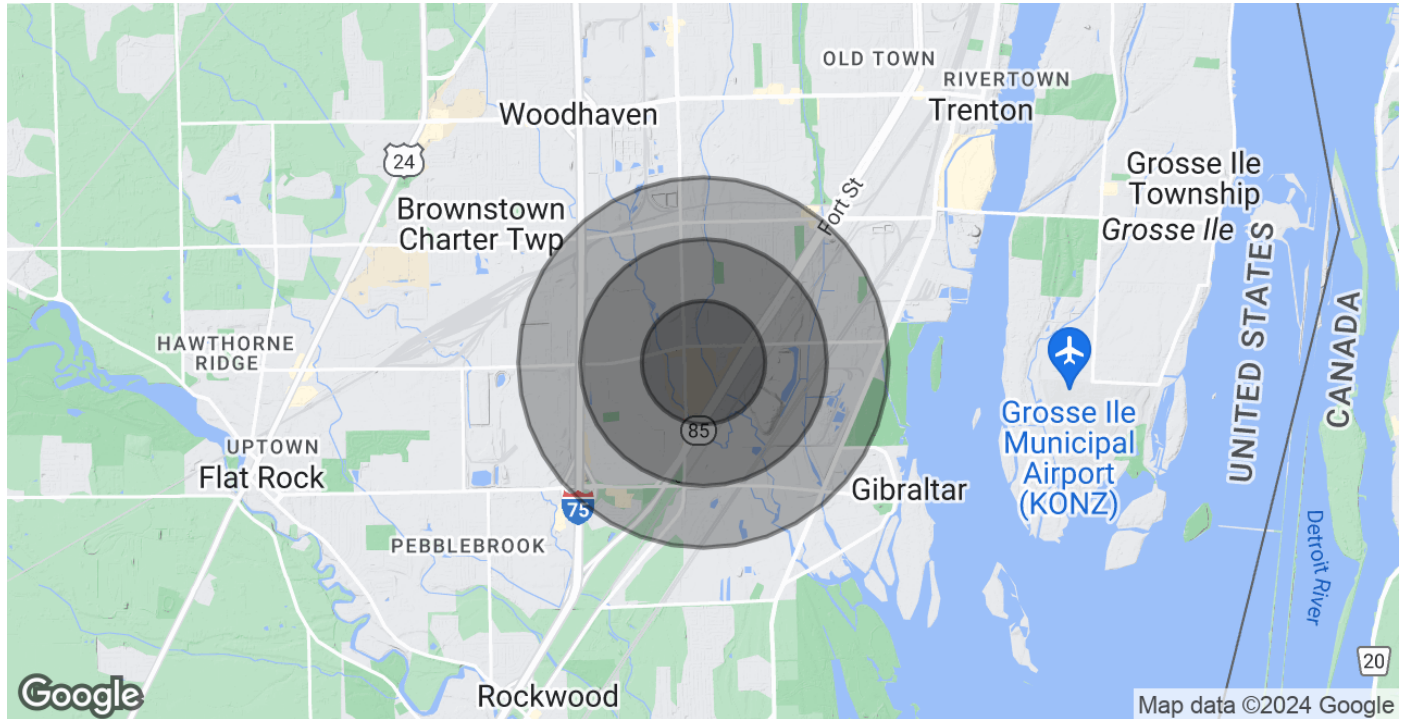 OLD TOWN
RIVERTOWN
Trenton
Woodhaven
24
Grosse Ile
Township
Grosse Ile
Brownstown
Charter Twp
Fort St
UNITED STATES
CANADA
HAWTHORNE
RIDGE
Grosse Ile
Municipal
Airport
(KONZ)
85
UPTOWN
Flat Rock
Gibraltar
75
PEBBLEBROOK
Detroit River
20
Rockwood
Google
Map data ©2024 Google